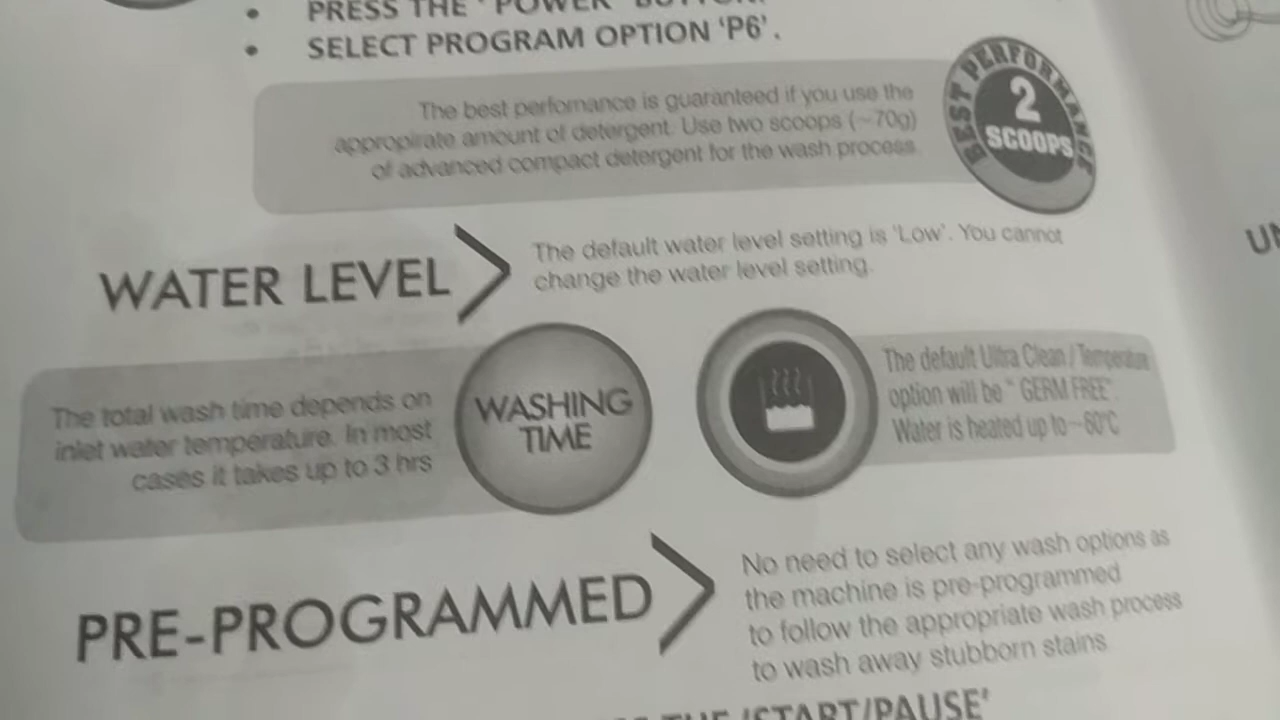 • PRESS THE 'POWER' BUTTON.
• SELECT PROGRAM OPTION 'P6'.
The best perfomance is guaranteed if you use the
appropirate amount of detergent. Use two scoops (~70g)
of advanced compact detergent for the wash process.
BEST PERFORMANCE
2
SCOOPS
WATER LEVEL
The default water level setting is 'Low'. You cannot
change the water level setting.
The total wash time depends on
inlet water temperature. In most
cases it takes up to 3 hrs
WASHING
TIME
The default Ultra Clean / Temperature
option will be " GERM FREE".
Water is heated up to ~60°C
PRE-PROGRAMMED
No need to select any wash options as
the machine is pre-programmed
to follow the appropriate wash process
to wash away stubborn stains.
THE 'START/PAUSE'